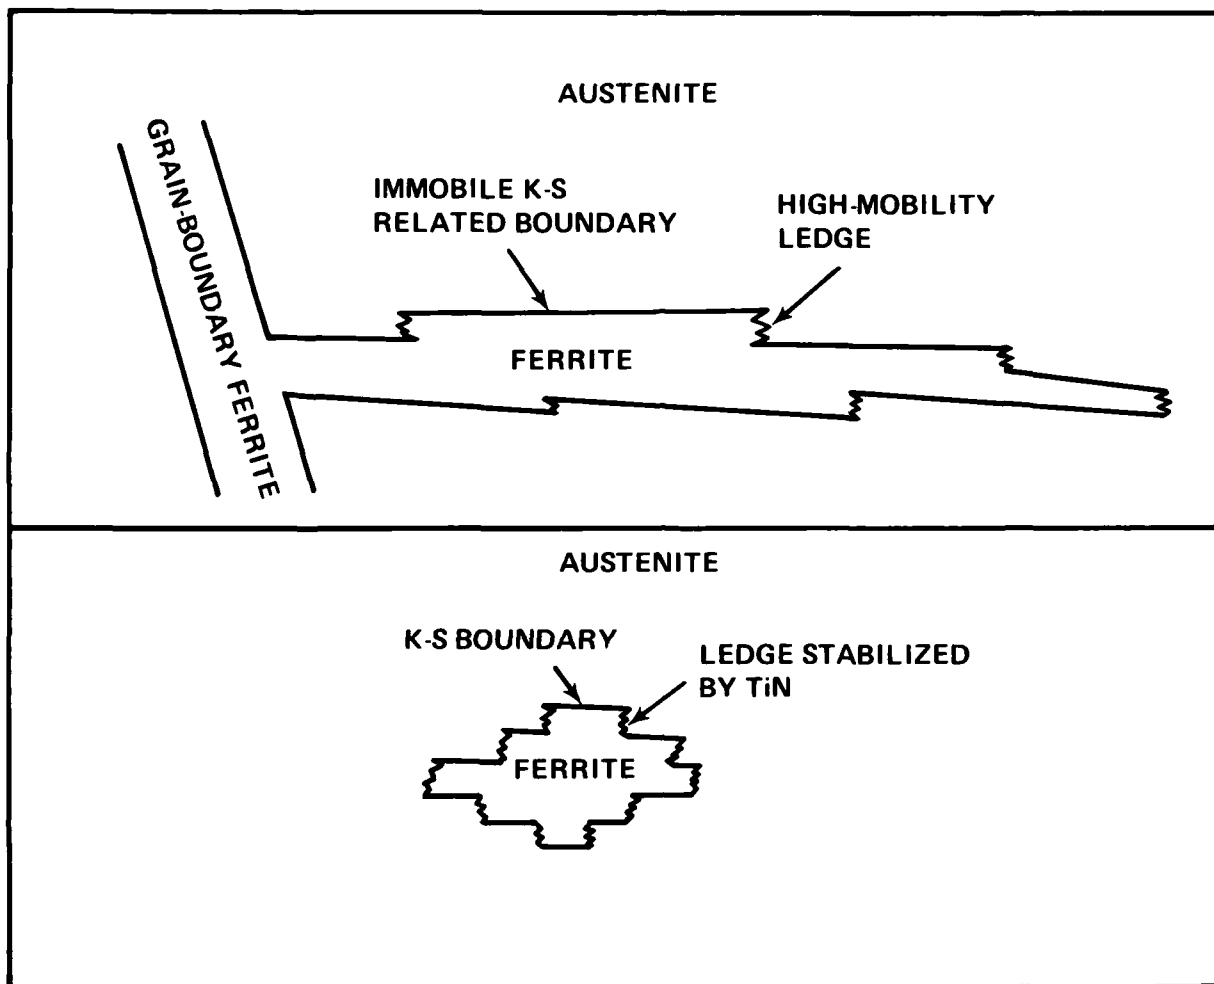 AUSTENITE
GRAIN-BOUNDARY FERRITE
IMMOBILE K-S
RELATED BOUNDARY
HIGH-MOBILITY
LEDGE
FERRITE
AUSTENITE
K-S BOUNDARY
LEDGE STABILIZED
BY TiN
FERRITE